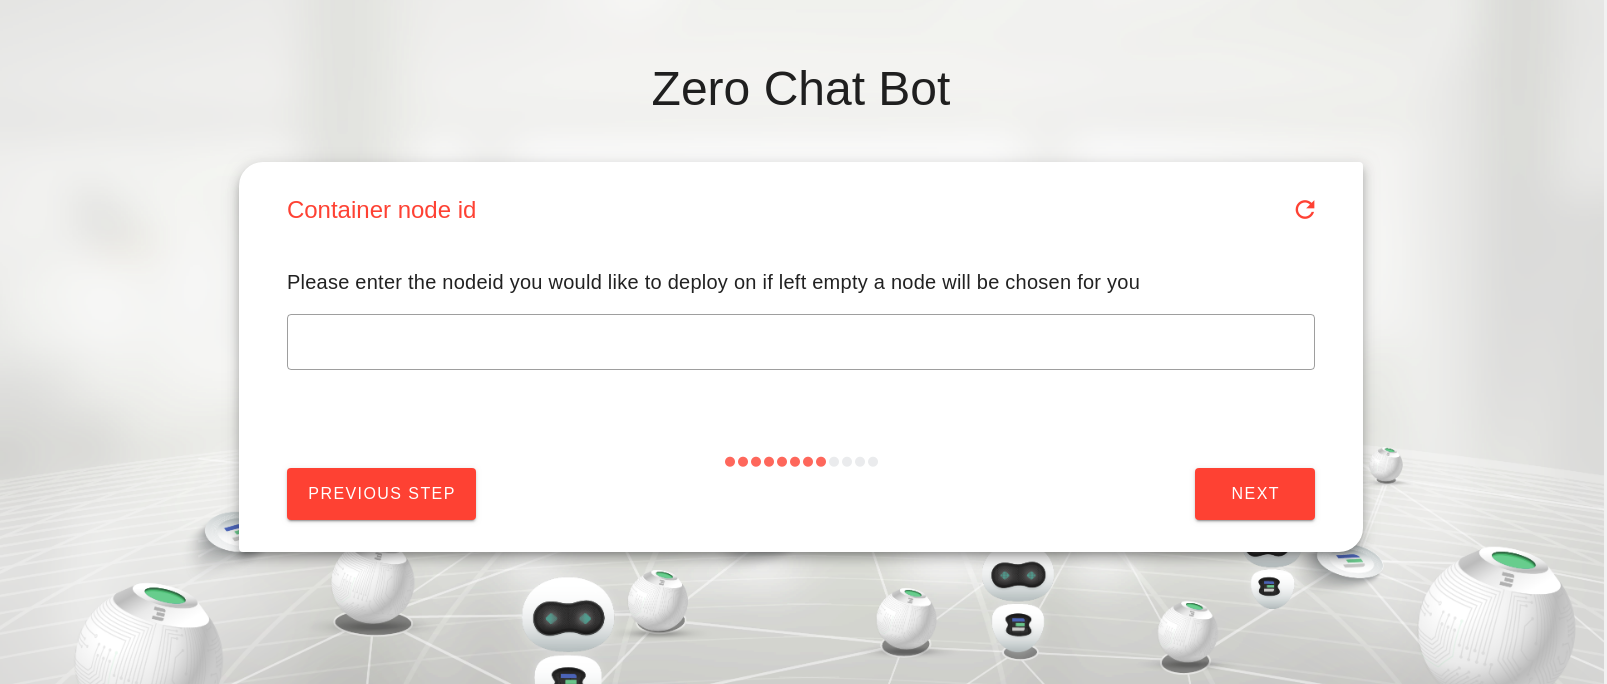 Zero Chat Bot
Container node id
Please enter the nodeid you would like to deploy on if left empty a node will be chosen for you
PREVIOUS STEP
NEXT